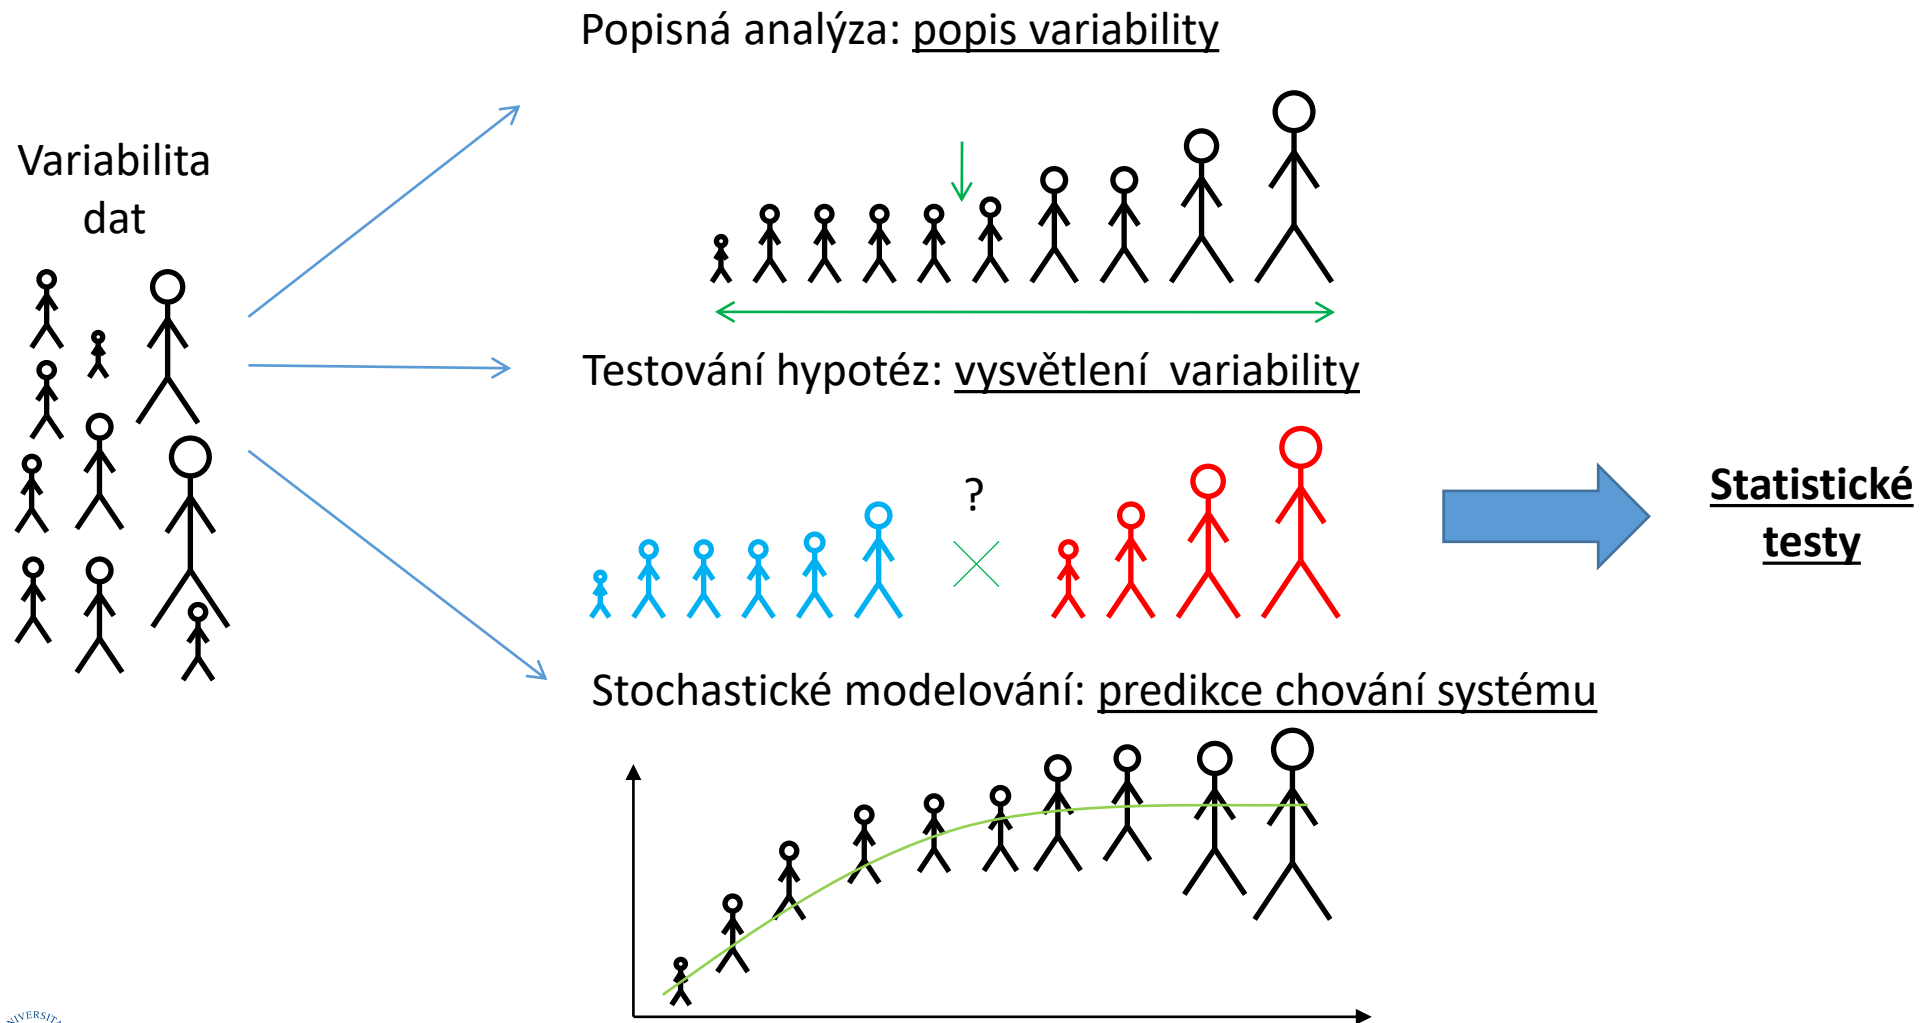 Popisná analýza: popis variability
Variabilita
dat
Testování hypotéz: vysvětlení  variability
?
Statistické
testy
Stochastické modelování: predikce chování systému